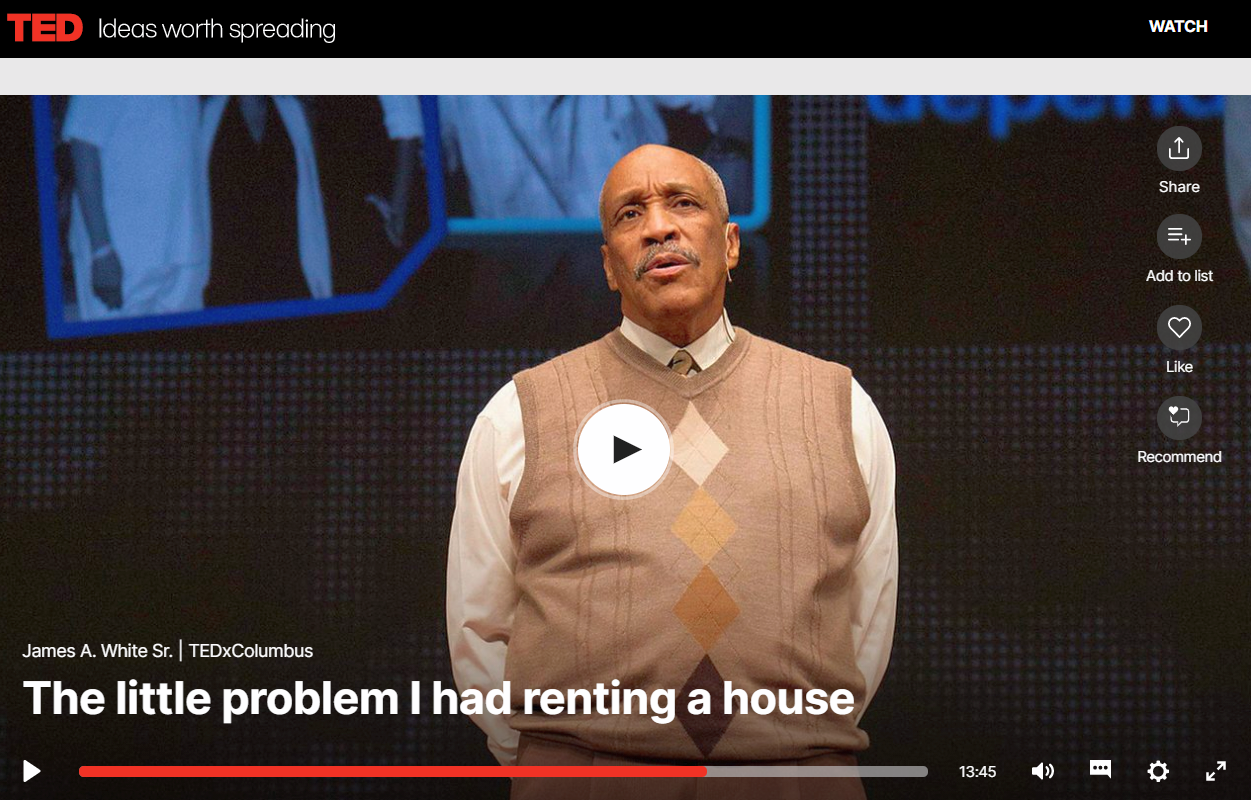 TED Ideas worth spreading
WATCH
Share
Add to list
Like
Recommend
James A. White Sr. | TEDxColumbus
The little problem I had renting a house
13:45